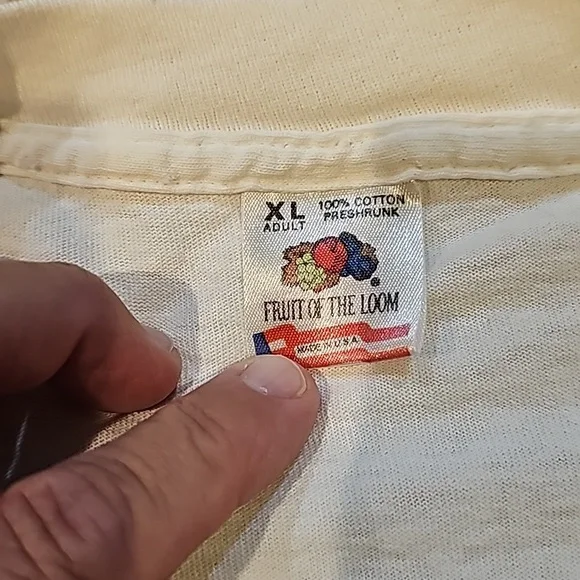 XL 100% COTTON
ADULT PRESHRUNK
®
FRUIT OF THE LOOM
MADE IN U.S.A.